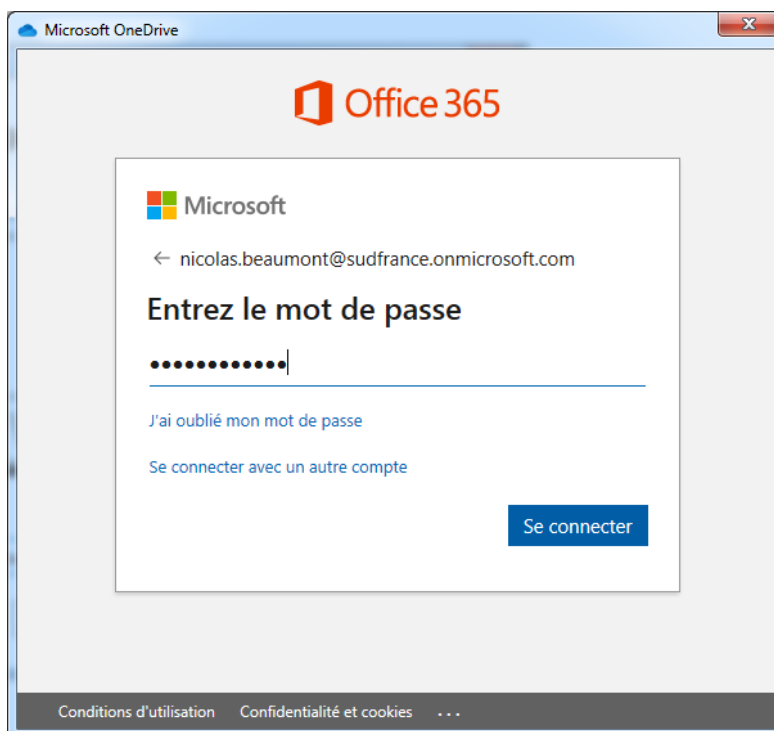 Microsoft OneDrive
Office 365
Microsoft
← nicolas.beaumont@sudfrance.onmicrosoft.com
Entrez le mot de passe
••••••••••••
J'ai oublié mon mot de passe
Se connecter avec un autre compte
Se connecter
Conditions d'utilisation Confidentialité et cookies ...